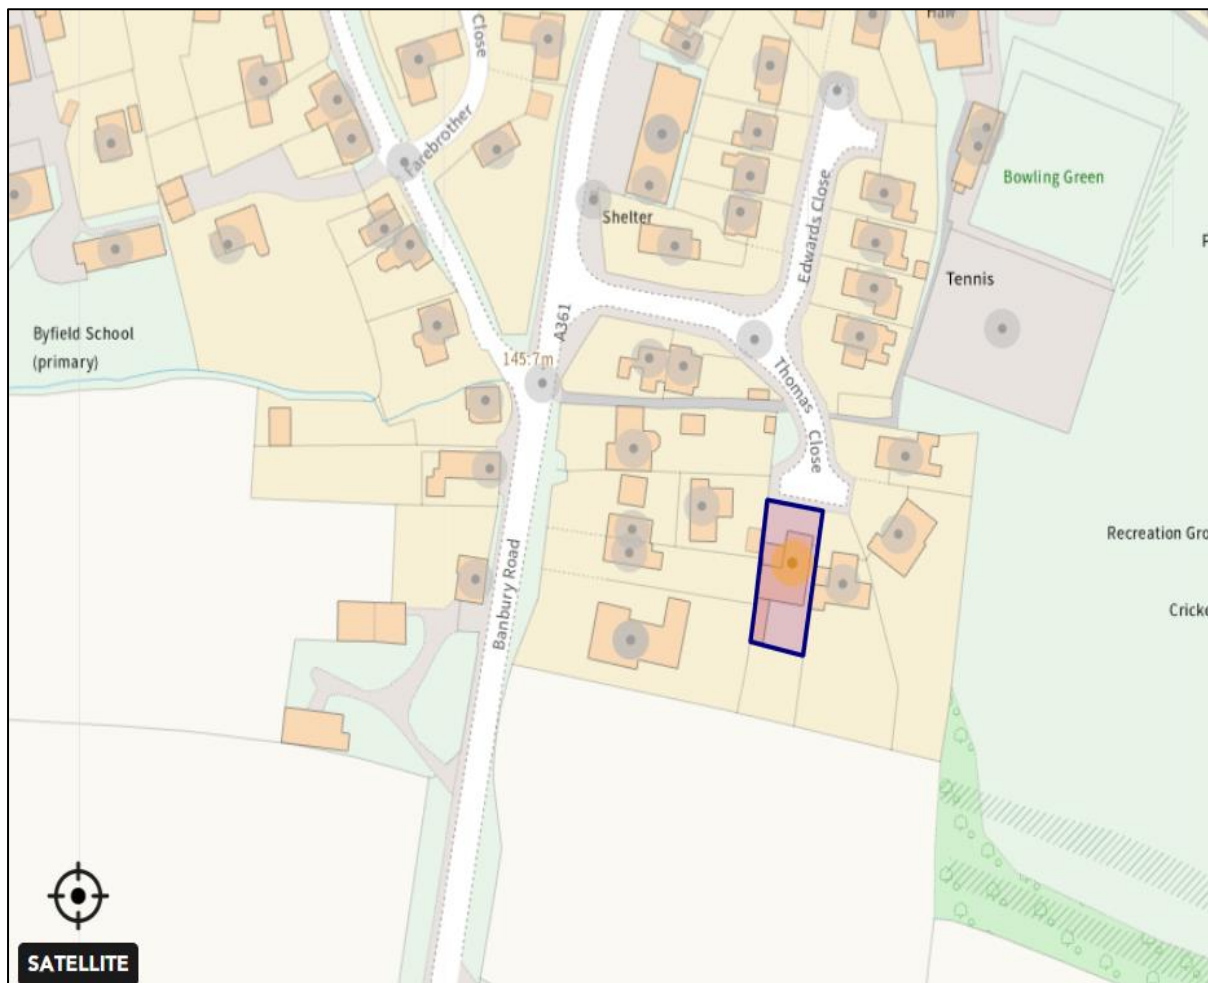 Close
Farebrother
Shelter
Edwards Close
Bowling Green
Tennis
A361
145.7m
Byfield School
(primary)
Thomas
Close
Recreation Gro
Cricke
Banbury Road
SATELLITE